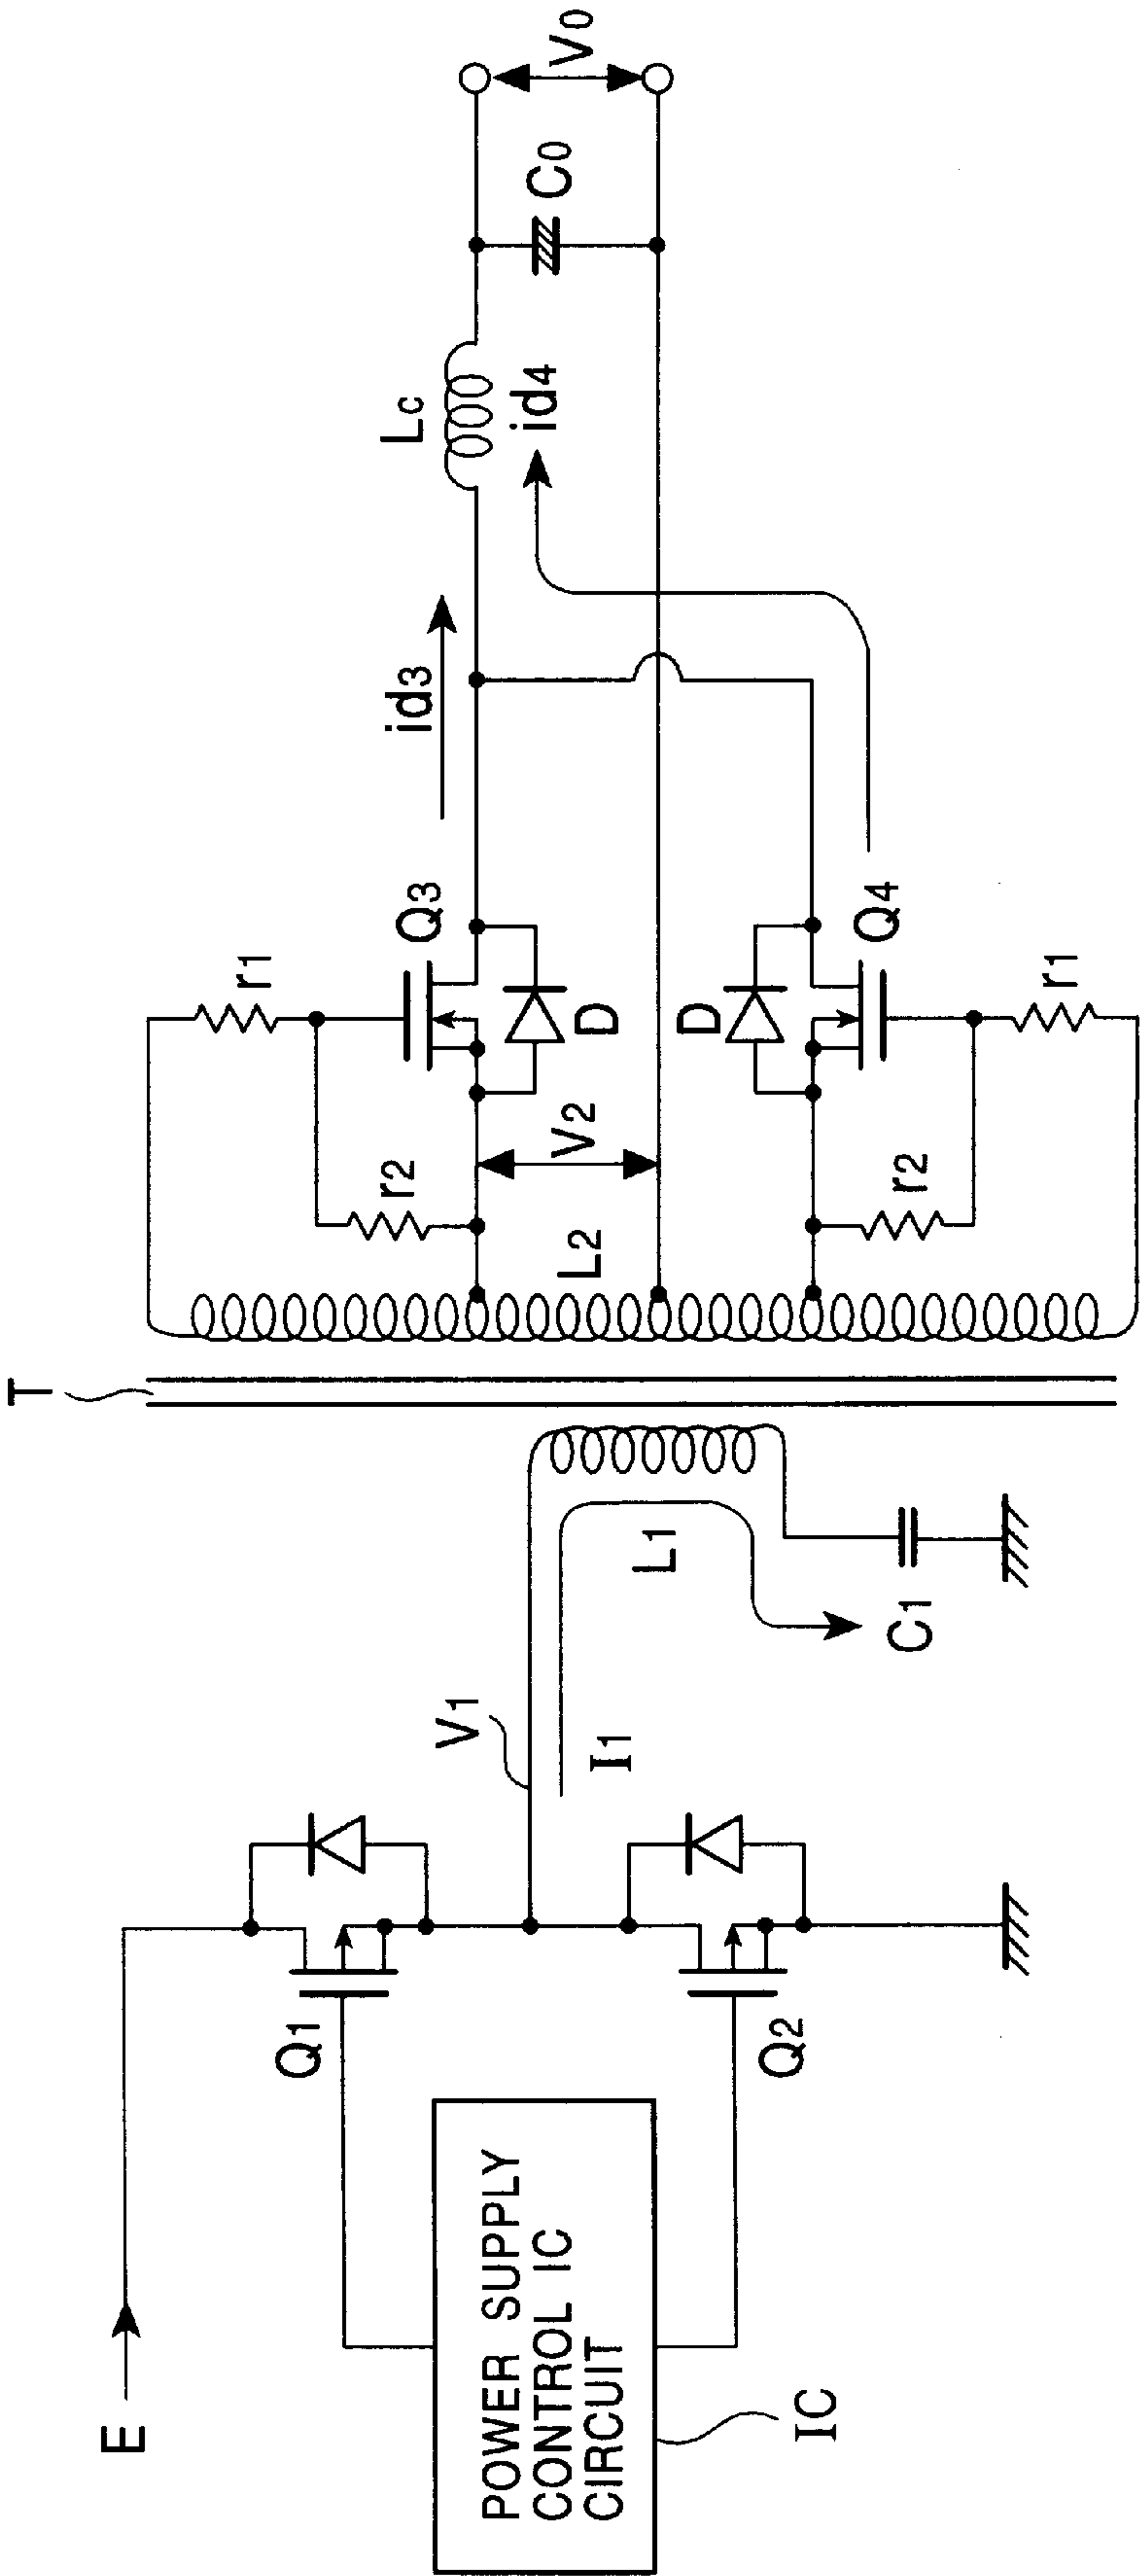 E
POWER SUPPLY
CONTROL IC
CIRCUIT
IC
Q1
Q2
V1
I1
L1
C1
T
L2
V2
r2
r1
r2
r1
Q3
D
D
Q4
id3
id4
Lc
C0
V0